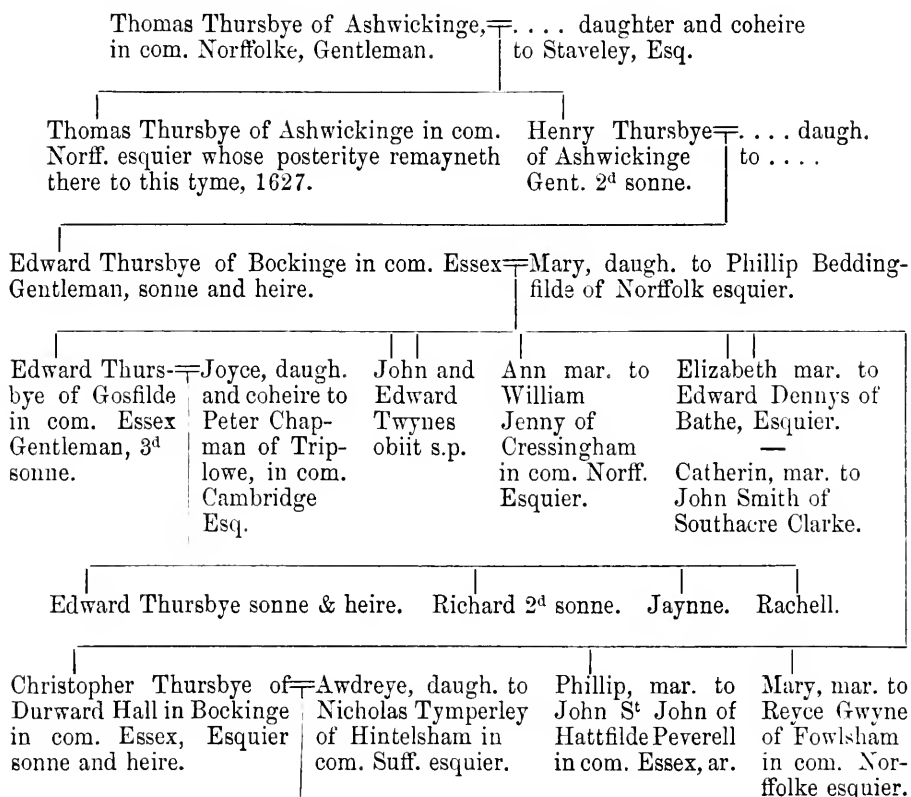 Thomas Thursbye of Ashwickinge,
in com. Norffolke, Gentleman.
. . . . daughter and coheire
to Staveley, Esq.
Thomas Thursbye of Ashwickinge in com.
Norff. esquier whose posteritye remayneth
there to this tyme, 1627.
Henry Thursbye
of Ashwickinge
Gent. 2d sonne.
. . . . daugh.
to . . . .
Edward Thursbye of Bockinge in com. Essex
Gentleman, sonne and heire.
Mary, daugh. to Phillip Bedding-
filde of Norffolk esquier.
Edward Thurs-
bye of Gosfilde
in com. Essex
Gentleman, 3d
sonne.
Joyce, daugh.
and coheire to
Peter Chap-
man of Trip-
lowe, in com.
Cambridge
Esq.
John and
Edward
Twynes
obiit s.p.
Ann mar. to
William
Jenny of
Cressingham
in com. Norff.
Esquier.
Elizabeth mar. to
Edward Dennys of
Bathe, Esquier.
—
Catherin, mar. to
John Smith of
Southacre Clarke.
Edward Thursbye sonne & heire. Richard 2d sonne. Jaynne. Rachell.
Christopher Thursbye of
Durward Hall in Bockinge
in com. Essex, Esquier
sonne and heire.
Awdreye, daugh. to
Nicholas Tymperley
of Hintelsham in
com. Suff. esquier.
Phillip, mar. to
John St John of
Hattfilde Peverell
in com. Essex, ar.
Mary, mar. to
Reyce Gwyne
of Fowlsham
in com. Nor-
ffolke esquier.